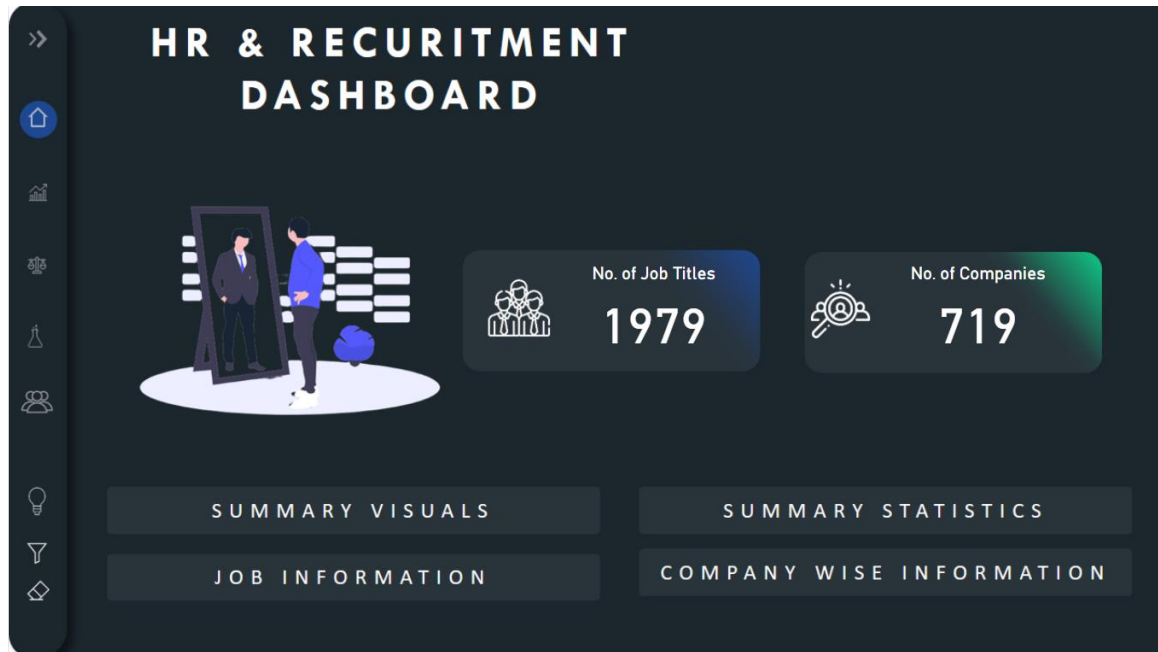 HR & RECURITMENT
DASHBOARD
No. of Job Titles
1979
No. of Companies
719
SUMMARY VISUALS
SUMMARY STATISTICS
JOB INFORMATION
COMPANY WISE INFORMATION